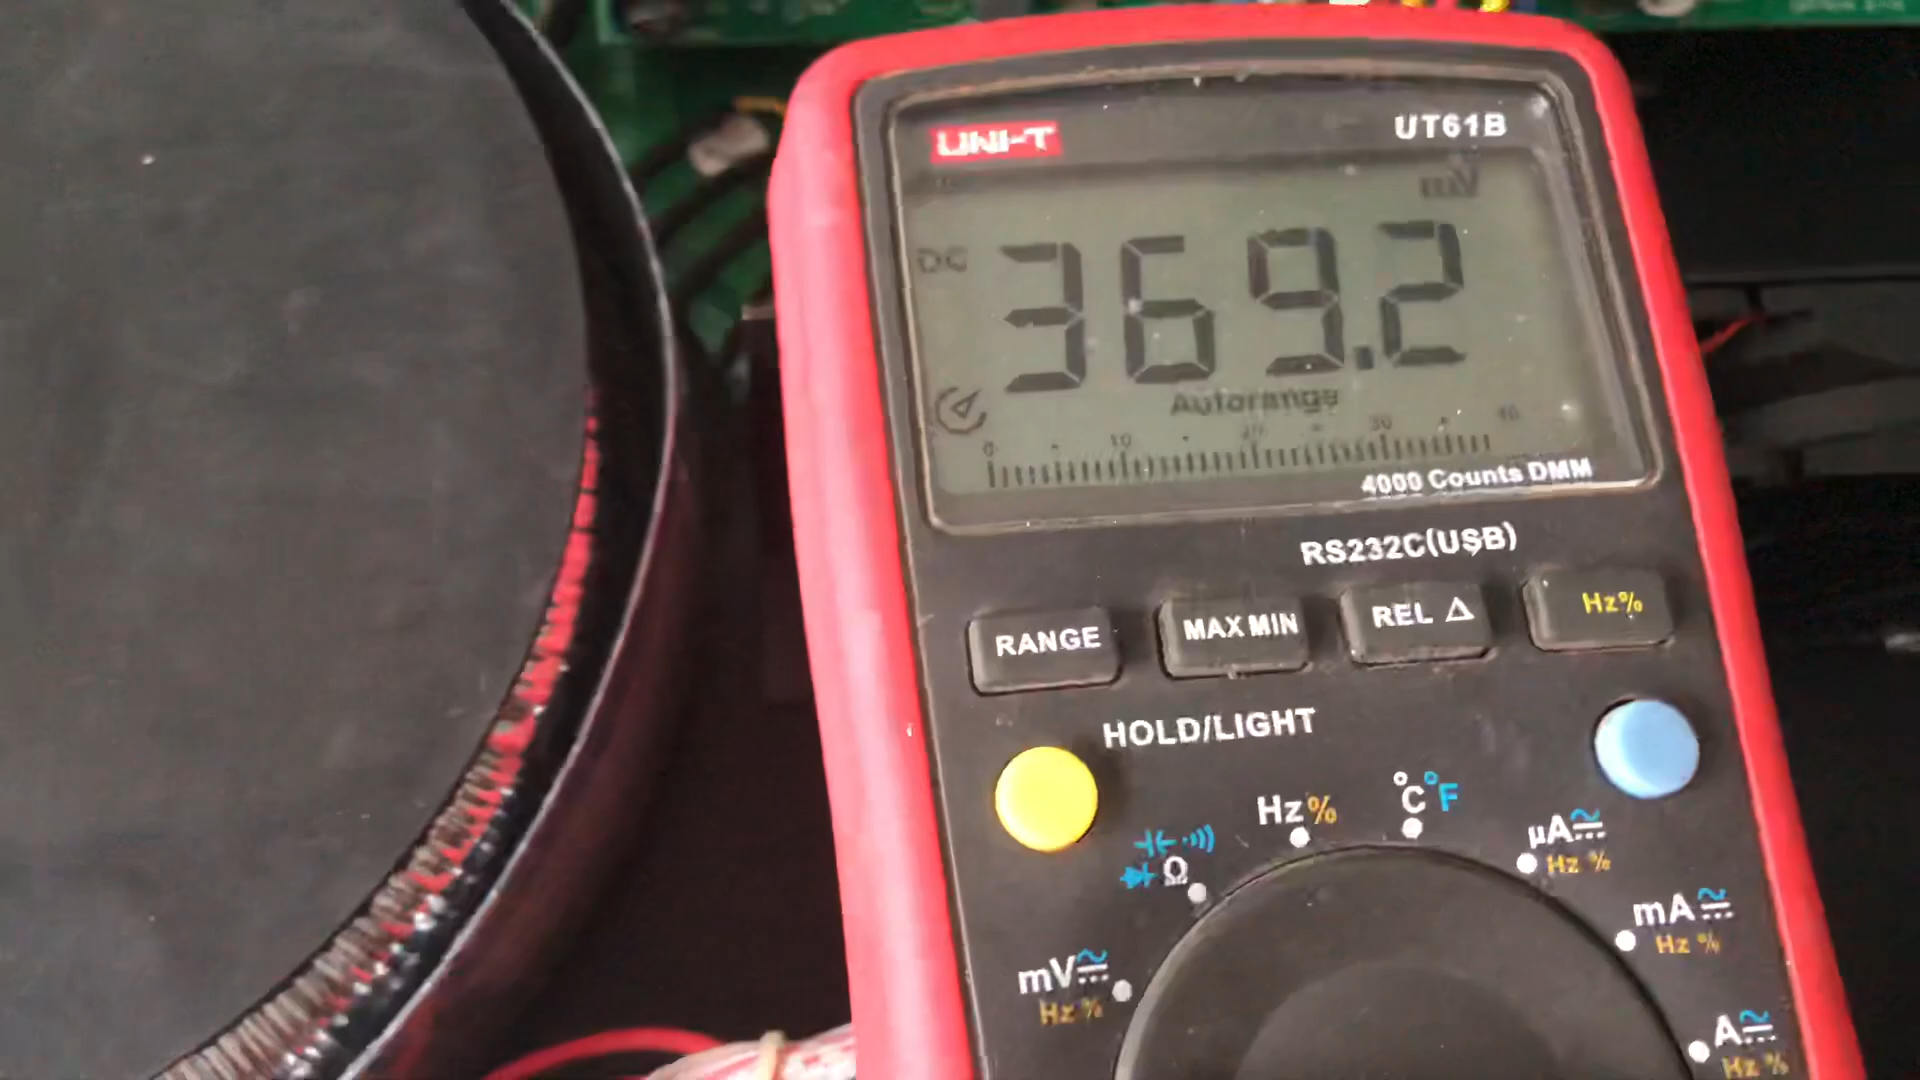 UNI-T
UT61B
mV
DC
369.2
Autorange
0 10 20 30 40
4000 Counts DMM
RS232C(USB)
RANGE
MAX MIN
REL Δ
Hz%
HOLD/LIGHT
Hz%
°C°F
Ω
µA
Hz %
mA
Hz %
mV
Hz %
A
Hz %